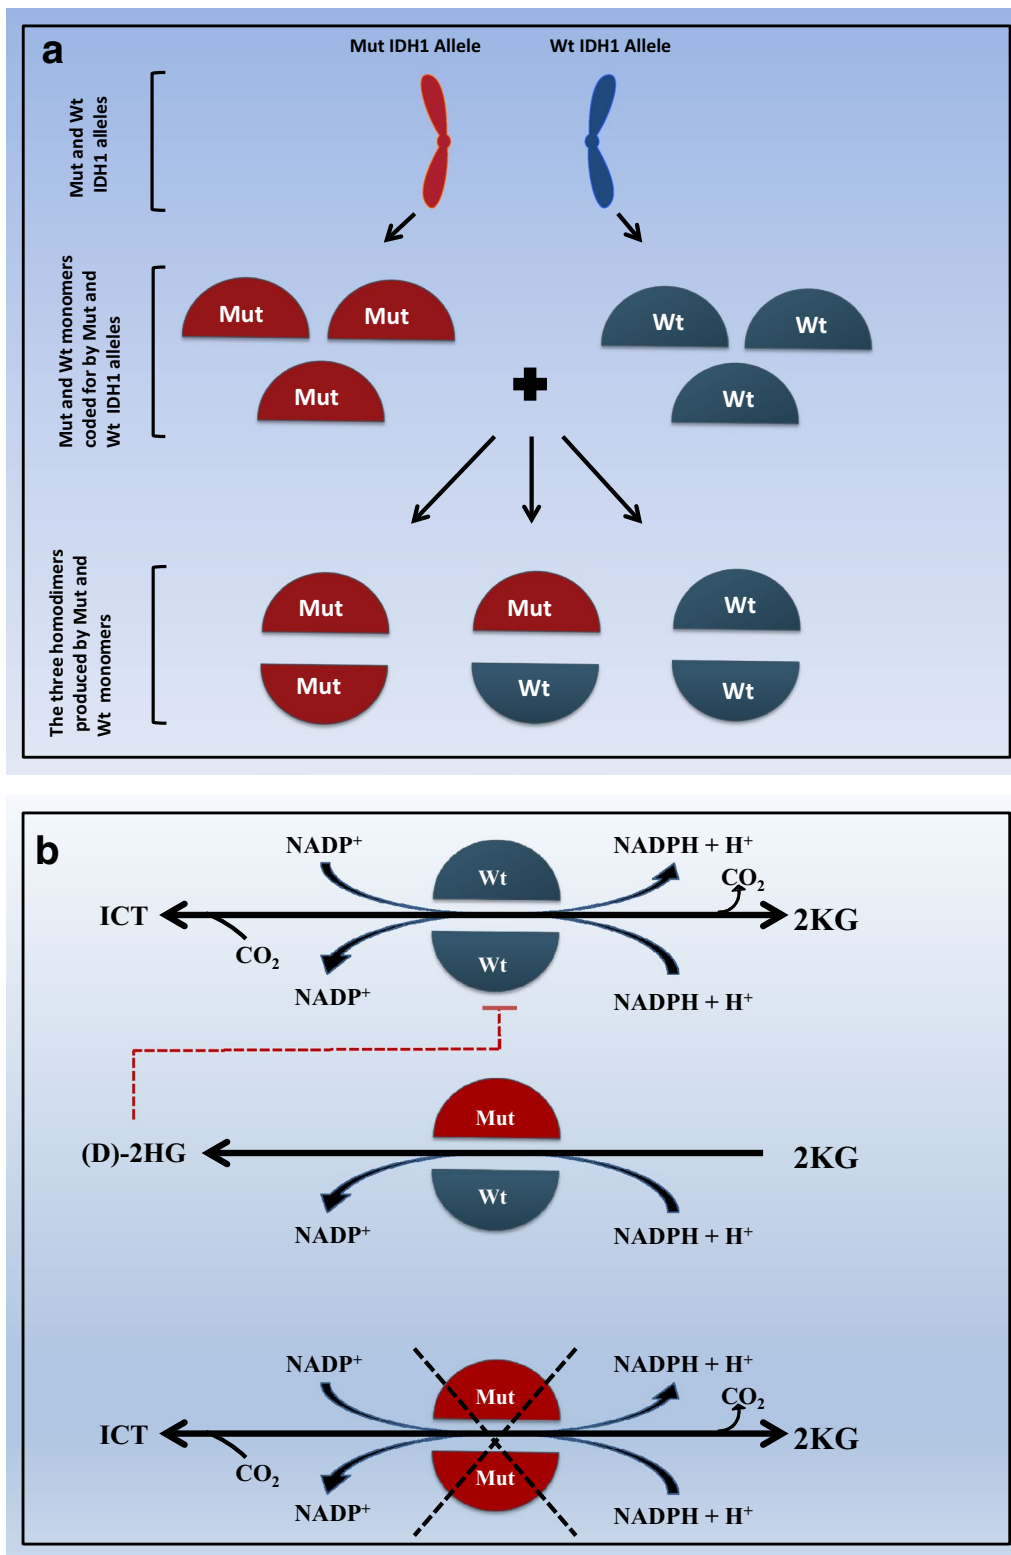 a
Mut IDH1 Allele
Wt IDH1 Allele
Mut and Wt
IDH1 alleles
Mut and Wt monomers
coded for by Mut and
Wt IDH1 alleles
Mut
Mut
Mut
Wt
Wt
Wt
The three homodimers
produced by Mut and
Wt monomers
Mut
Mut
Wt
Mut
Wt
Wt
b
NADP⁺
Wt
NADPH + H⁺
CO₂
ICT
2KG
CO₂
Wt
NADP⁺
NADPH + H⁺
Mut
(D)-2HG
2KG
Wt
NADP⁺
NADPH + H⁺
NADP⁺
Mut
NADPH + H⁺
CO₂
ICT
2KG
CO₂
Mut
NADP⁺
NADPH + H⁺